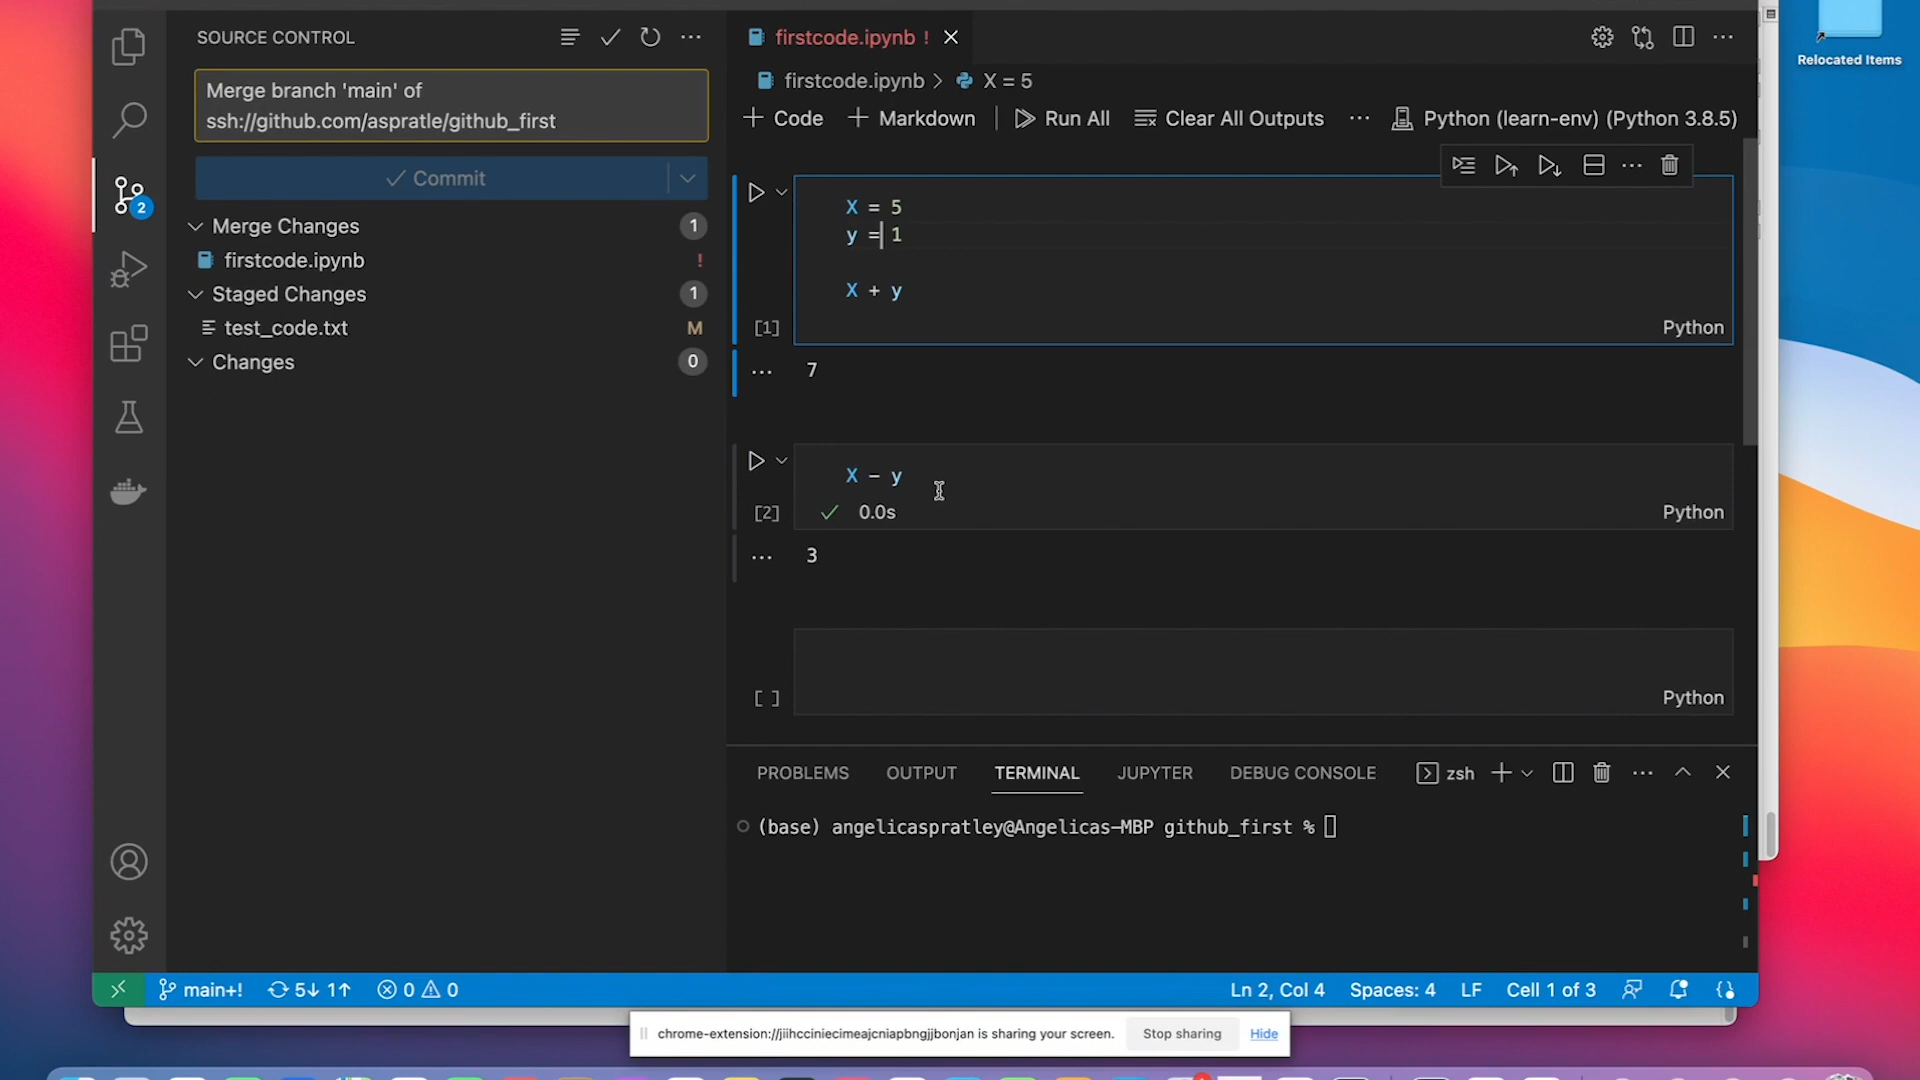 SOURCE CONTROL
Merge branch 'main' of
ssh://github.com/aspratle/github_first
Commit
Merge Changes 1
firstcode.ipynb !
Staged Changes 1
test_code.txt M
Changes 0
2
firstcode.ipynb !
firstcode.ipynb > X = 5
Code Markdown Run All Clear All Outputs ... Python (learn-env) (Python 3.8.5)
X = 5
y = 1
X + y
[1] Python
7
X - y
[2] 0.0s Python
3
[ ] Python
PROBLEMS OUTPUT TERMINAL JUPYTER DEBUG CONSOLE zsh
(base) angelicaspratley@Angelicas-MBP github_first %
main+! 5↓ 1↑ 0 0 Ln 2, Col 4 Spaces: 4 LF Cell 1 of 3
chrome-extension://jiihcciniecimeajcniapbngjjbonjan is sharing your screen. Stop sharing Hide
Relocated Items